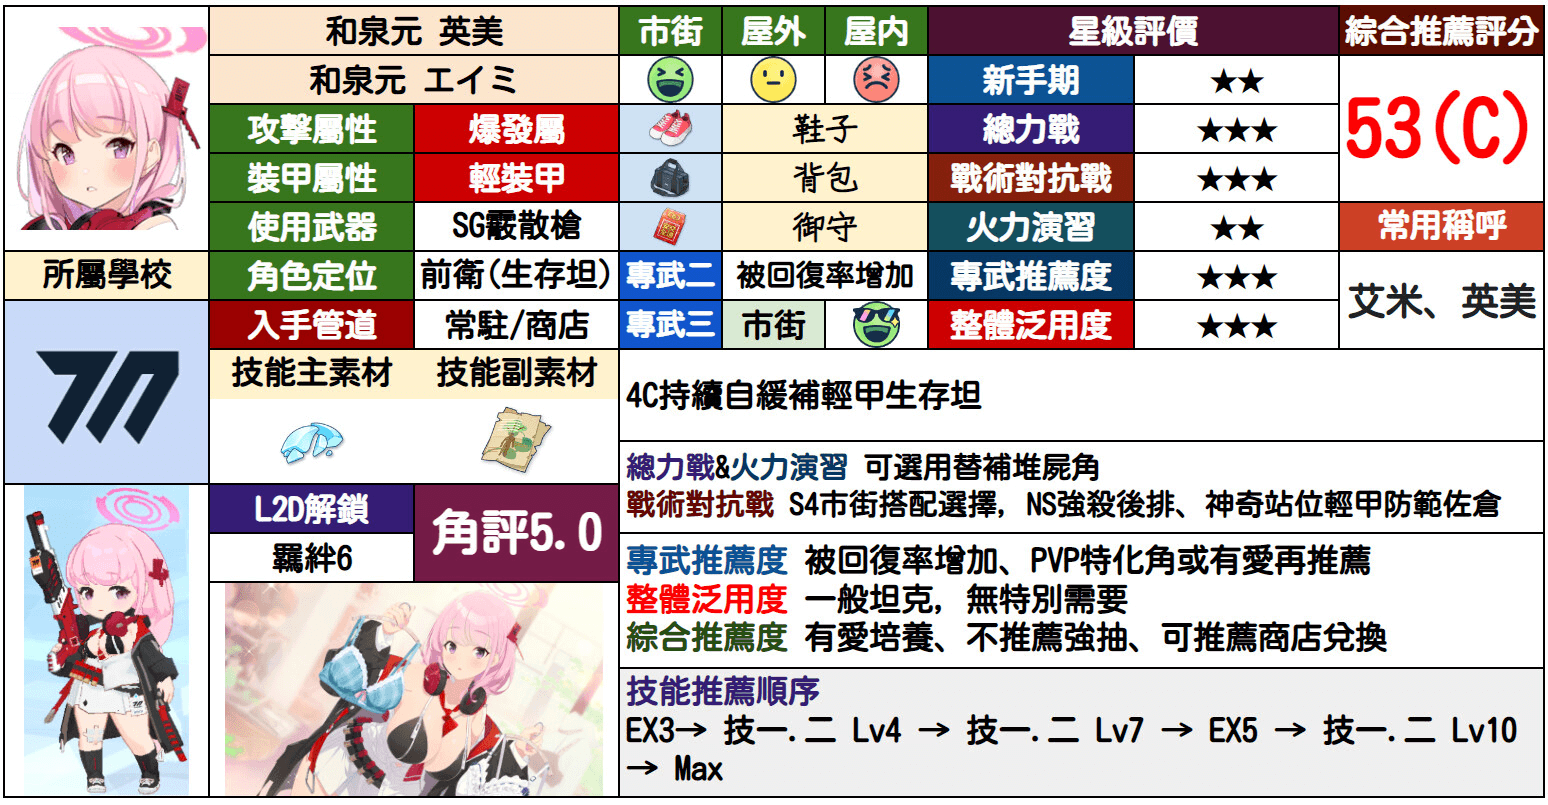 和泉元 英美
市街
屋外
屋内
星級評價
綜合推薦評分
和泉元 エイミ
新手期
★★
53(C)
攻擊屬性
爆發屬
鞋子
總力戰
★★★
裝甲屬性
輕裝甲
背包
戰術對抗戰
★★★
使用武器
SG霰散槍
御守
火力演習
★★
常用稱呼
所屬學校
角色定位
前衛(生存坦)
專武二
被回復率增加
專武推薦度
★★★
艾米、英美
入手管道
常駐/商店
專武三
市街
整體泛用度
★★★
技能主素材
技能副素材
4C持續自緩補輕甲生存坦
總力戰&火力演習 可選用替補堆屍角
戰術對抗戰 S4市街搭配選擇, NS強殺後排、神奇站位輕甲防範佐倉
L2D解鎖
角評5.0
羈絆6
專武推薦度 被回復率增加、PVP特化角或有愛再推薦
整體泛用度 一般坦克, 無特別需要
綜合推薦度 有愛培養、不推薦強抽、可推薦商店兌換
技能推薦順序
EX3→ 技一.二 Lv4 → 技一.二 Lv7 → EX5 → 技一.二 Lv10
→ Max